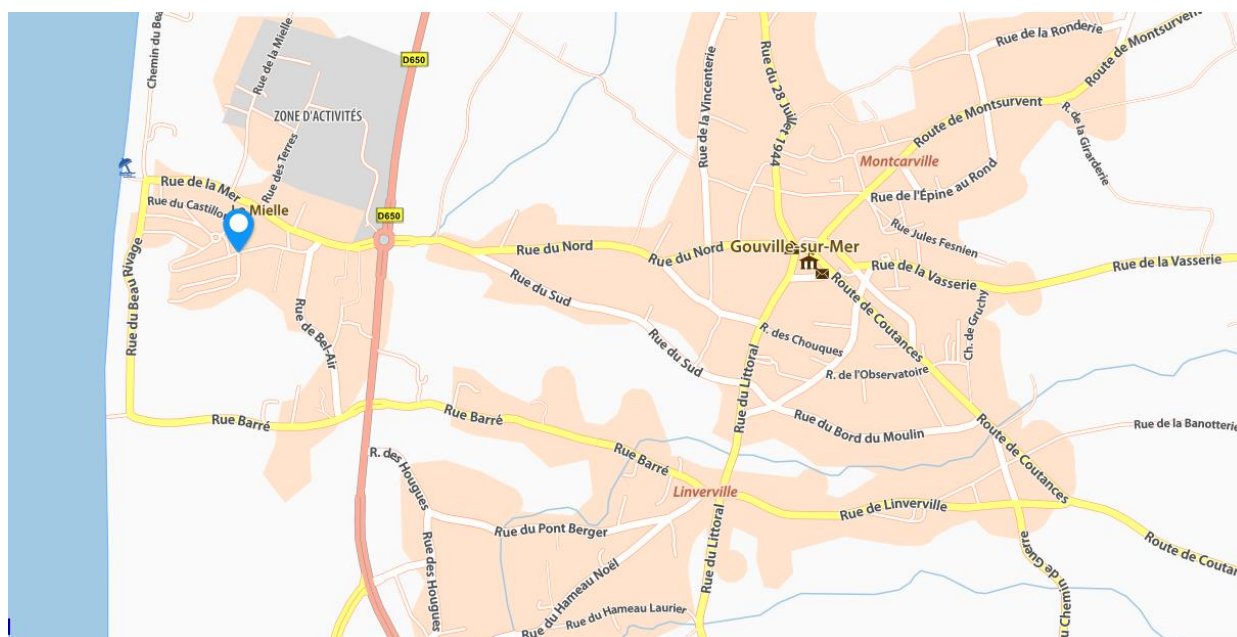 Chemin du Beau
Rue de la Mielle
D650
ZONE D'ACTIVITÉS
Rue des Terres
Rue de la Mer
Rue du Castillon
Mielle
D650
Rue du Beau Rivage
Rue de Bel-Air
Rue Barré
Rue du Nord
Rue du Nord
Rue du Sud
Rue du Sud
Rue de la Vincenterie
Rue du 28 Juillet 1944
Rue de la Ronderie
Route de Montsurvent
Route de Montsurvent
R. de la Girarderie
Montcarville
Rue de l'Épine au Rond
Rue Jules Fesnien
Gouville-sur-Mer
Rue de la Vasserie
Rue de la Vasserie
Route de Coutances
Ch. de Gruchy
R. des Chouques
R. de l'Observatoire
Rue du Littoral
Rue du Bord du Moulin
Route de Coutances
Rue de la Banotterie
Rue Barré
Rue Barré
Linverville
Rue de Linverville
R. des Hougues
Rue du Pont Berger
Rue des Hougues
Rue du Hameau Noël
Rue du Hameau Laurier
Rue du Littoral
u Chemin de Guerre
Route de Coutan